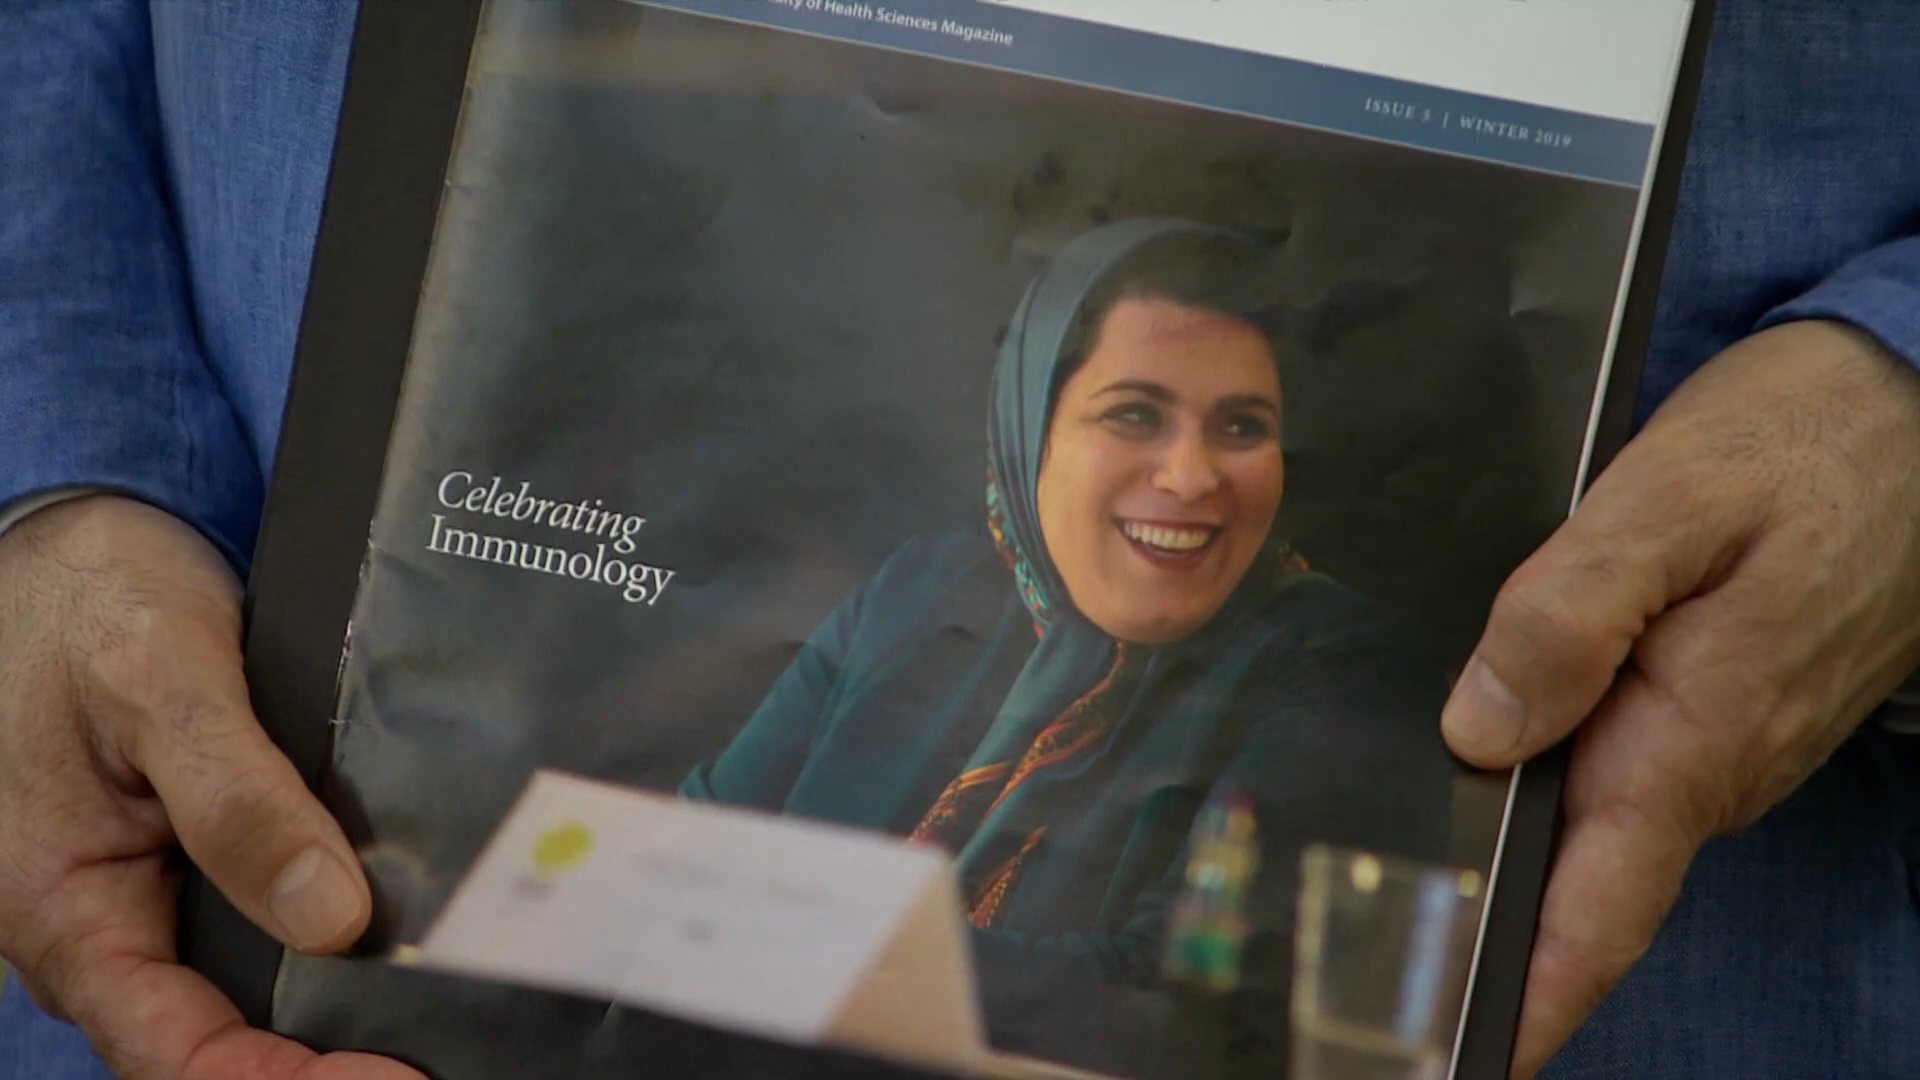 of Health Sciences Magazine
ISSUE 5 | WINTER 2019
Celebrating
Immunology